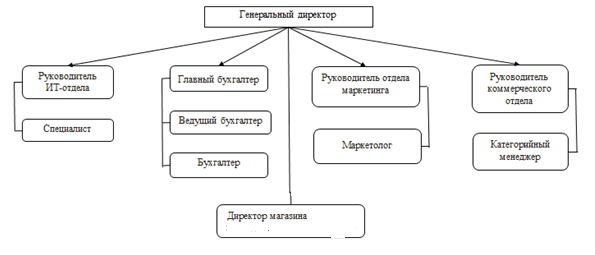 Генеральный директор
Руководитель
ИТ-отдела
Специалист
Главный бухгалтер
Ведущий бухгалтер
Бухгалтер
Руководитель отдела
маркетинга
Маркетолог
Руководитель
коммерческого
отдела
Категорийный
менеджер
Директор магазина